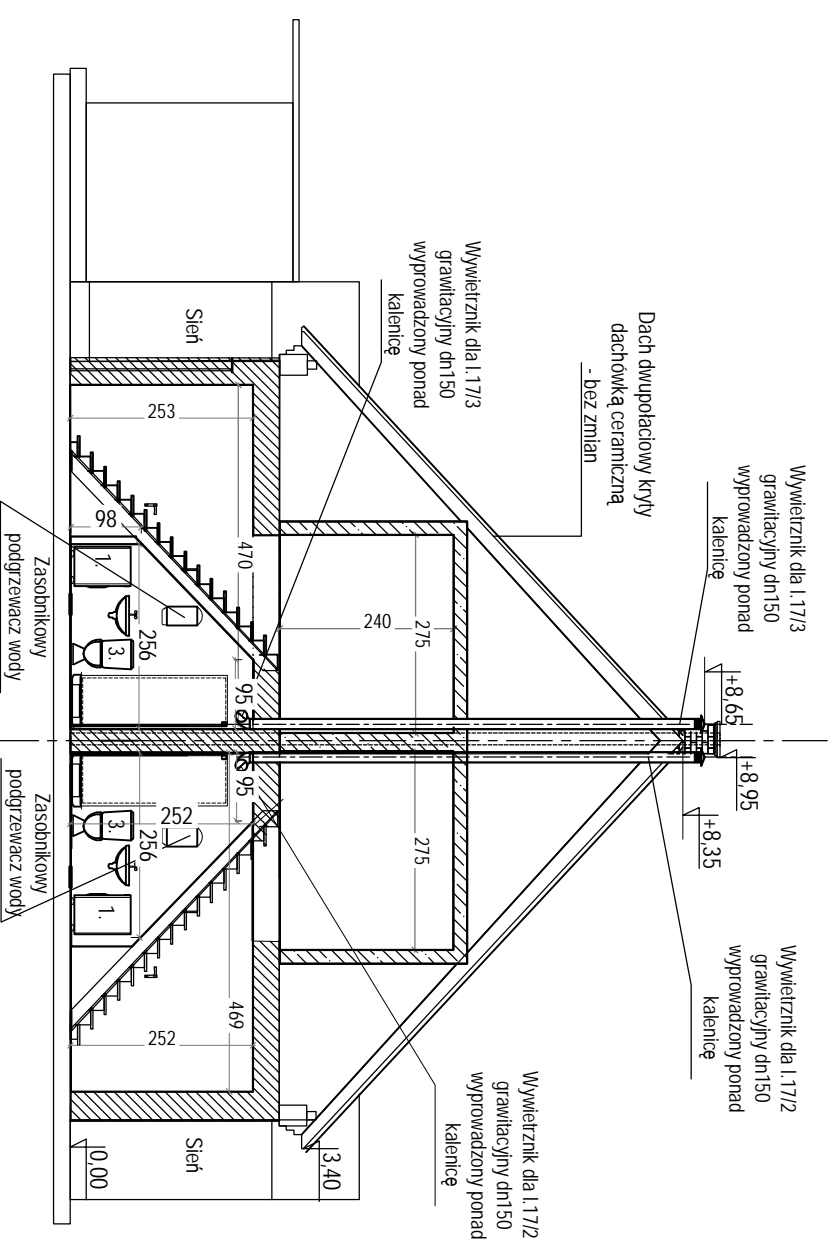 Wywietrznik dla l.17/3
grawitacyjny dn150
wyprowadzony ponad
kalenicę
+8,65
+8,95
+8,35
Wywietrznik dla l.17/2
grawitacyjny dn150
wyprowadzony ponad
kalenicę
Dach dwupołaciowy kryty
dachówką ceramiczną
- bez zmian
Wywietrznik dla l.17/3
grawitacyjny dn150
wyprowadzony ponad
kalenicę
Wywietrznik dla l.17/2
grawitacyjny dn150
wyprowadzony ponad
kalenicę
275
275
240
3,40
Sień
Sień
470
469
95
95
253
98
256
252
256
252
1.
3.
3.
1.
0,00
Zasobnikowy
podgrzewacz wody
Zasobnikowy
podgrzewacz wody